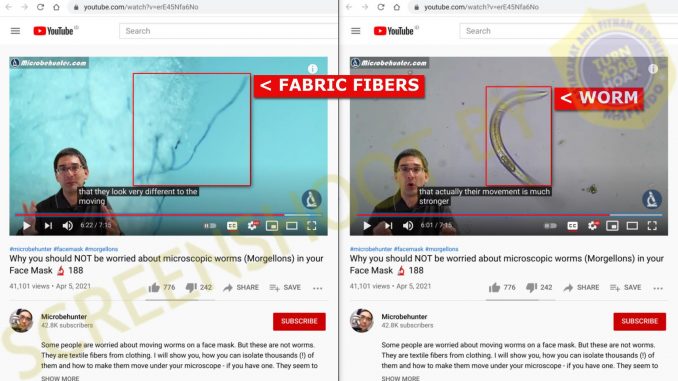 youtube.com/watch?v=erE45Nfa6No
YouTube ID
Search
Microbehunter.com
< FABRIC FIBERS
that they look very different to the
moving
6:22 / 7:15
CC
#microbehunter #facemask #morgellons
Why you should NOT be worried about microscopic worms (Morgellons) in your
Face Mask 🔬 188
41,101 views • Apr 5, 2021
776
242
SHARE
SAVE
Microbehunter
42.8K subscribers
SUBSCRIBE
Some people are worried about moving worms on a face mask. But these are not worms.
They are textile fibers from clothing. I will show you, how you can isolate thousands (!) of
them and how to make them move under your microscope - if you have one. They seem to
SHOW MORE
youtube.com/watch?v=erE45Nfa6No
YouTube ID
Search
Microbehunter.com
< WORM
that actually their movement is much
stronger
6:01 / 7:15
CC
#microbehunter #facemask #morgellons
Why you should NOT be worried about microscopic worms (Morgellons) in your
Face Mask 🔬 188
41,101 views • Apr 5, 2021
776
242
SHARE
SAVE
Microbehunter
42.8K subscribers
SUBSCRIBE
Some people are worried about moving worms on a face mask. But these are not worms.
They are textile fibers from clothing. I will show you, how you can isolate thousands (!) of
them and how to make them move under your microscope - if you have one. They seem to
SHOW MORE
SCREENSHOOT BY
MASYARAKAT ANTI FITNAH INDONESIA
TURN
BACK
HOAX
MAFINDO